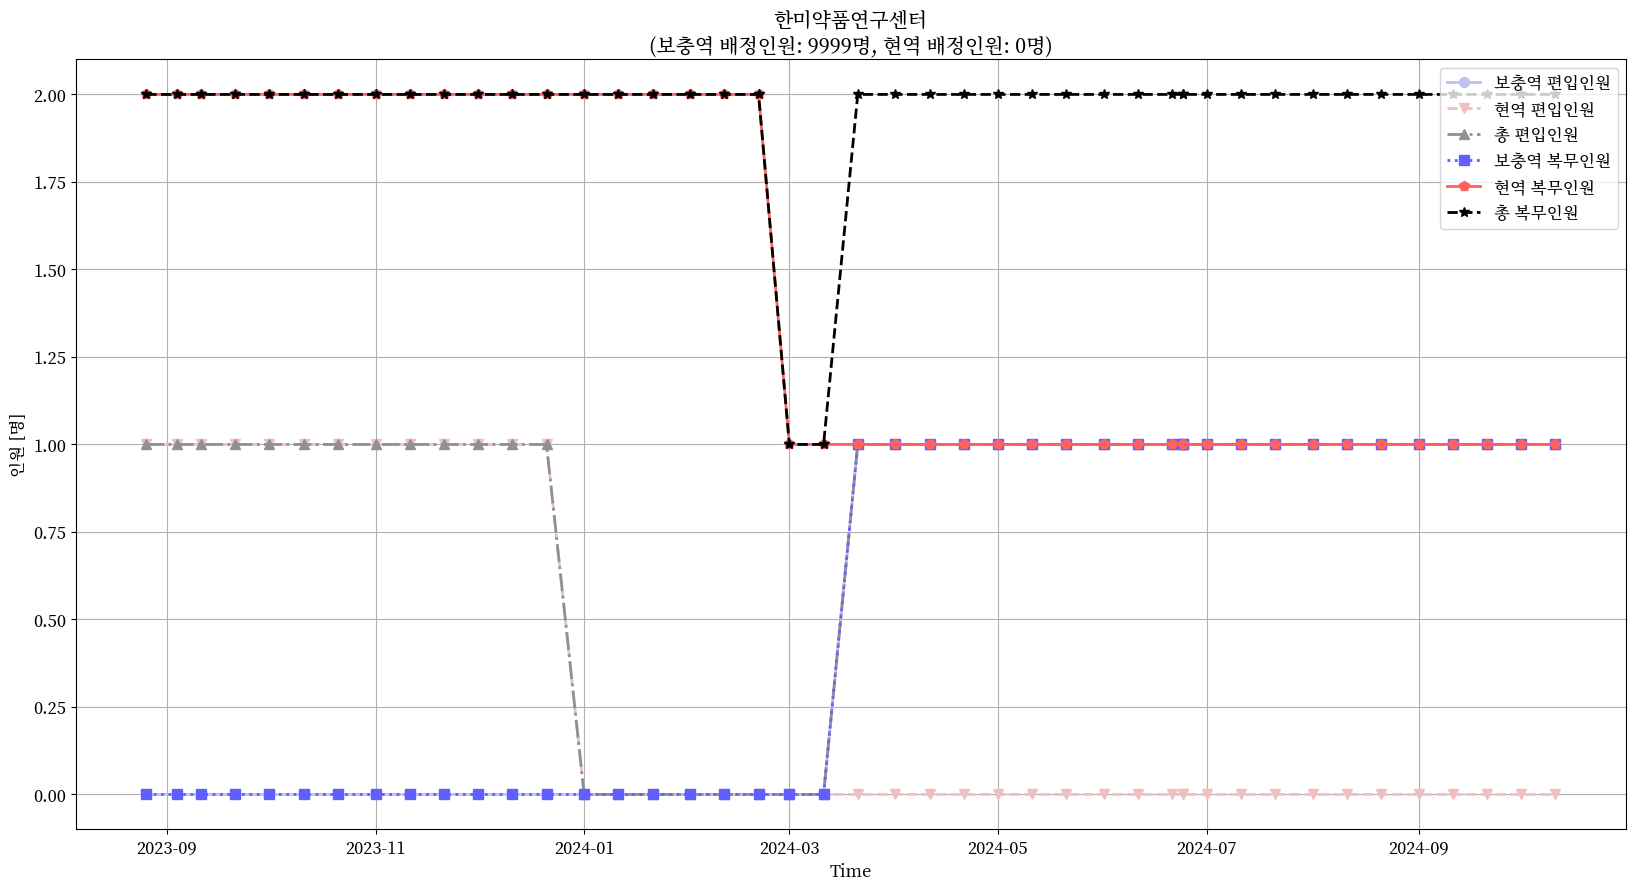 한미약품연구센터
(보충역 배정인원: 9999명, 현역 배정인원: 0명)
2.00
1.75
1.50
1.25
1.00
0.75
0.50
0.25
0.00
인원 [명]
보충역 편입인원
현역 편입인원
총 편입인원
보충역 복무인원
현역 복무인원
총 복무인원
2023-09
2023-11
2024-01
2024-03
2024-05
2024-07
2024-09
Time